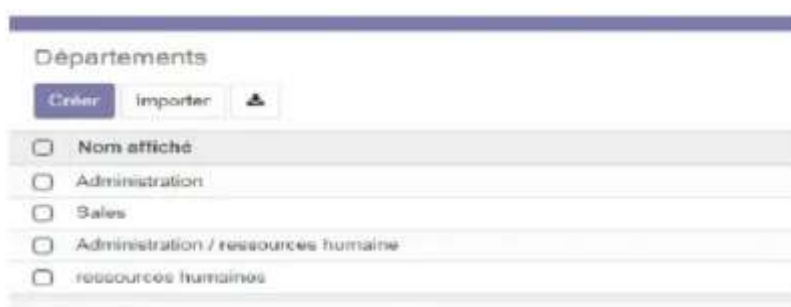 Départements
Créer Importer
Nom affiché
Administration
Sales
Administration / ressources humaine
ressources humaines